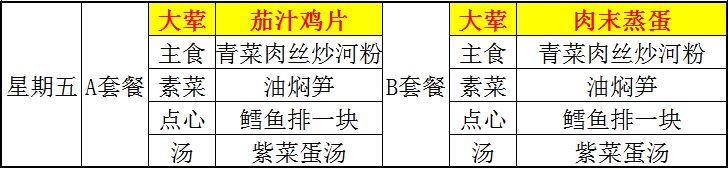 大荤 茄汁鸡片 大荤 肉末蒸蛋
主食 青菜肉丝炒河粉 主食 青菜肉丝炒河粉
星期五 A套餐 素菜 油焖笋 B套餐 素菜 油焖笋
点心 鳕鱼排一块 点心 鳕鱼排一块
汤 紫菜蛋汤 汤 紫菜蛋汤